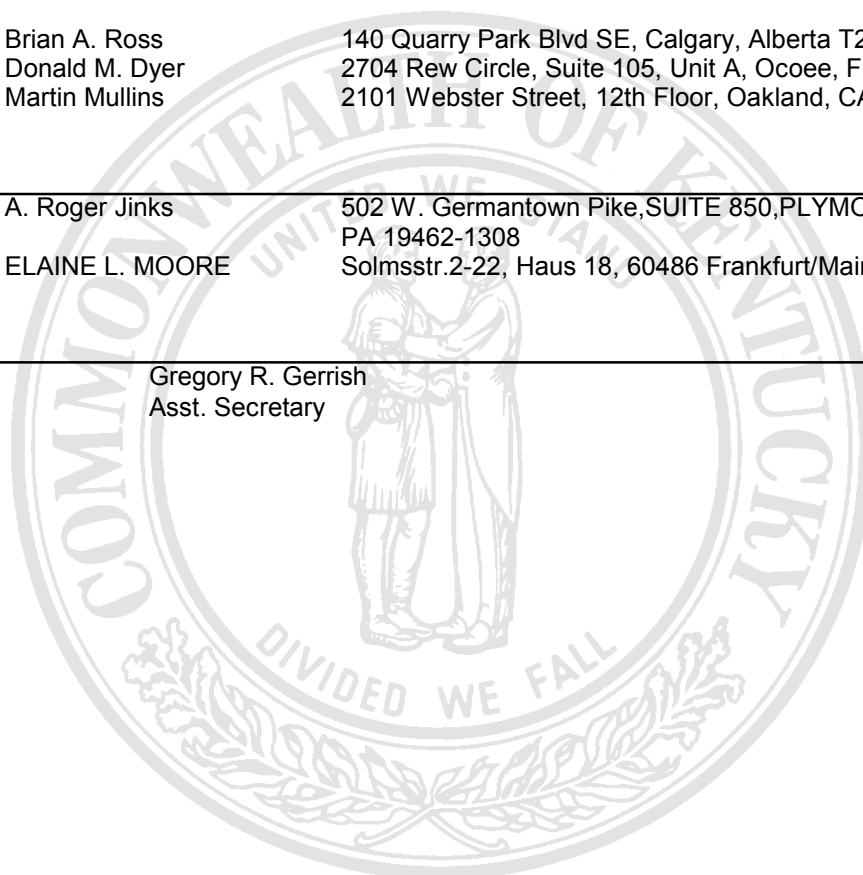 Brian A. Ross 140 Quarry Park Blvd SE, Calgary, Alberta
Donald M. Dyer 2704 Rew Circle, Suite 105, Unit A, Ocoee,
Martin Mullins 2101 Webster Street, 12th Floor, Oakland, CA
A. Roger Jinks 502 W. Germantown Pike,SUITE 850,
PA 19462-1308
ELAINE L. MOORE Solmsstr.2-22, Haus 18, 60486
Gregory R. Gerrish
Asst. Secretary
COMMONWEALTH OF KENTUCKY
UNITED WE STAND
DIVIDED WE FALL